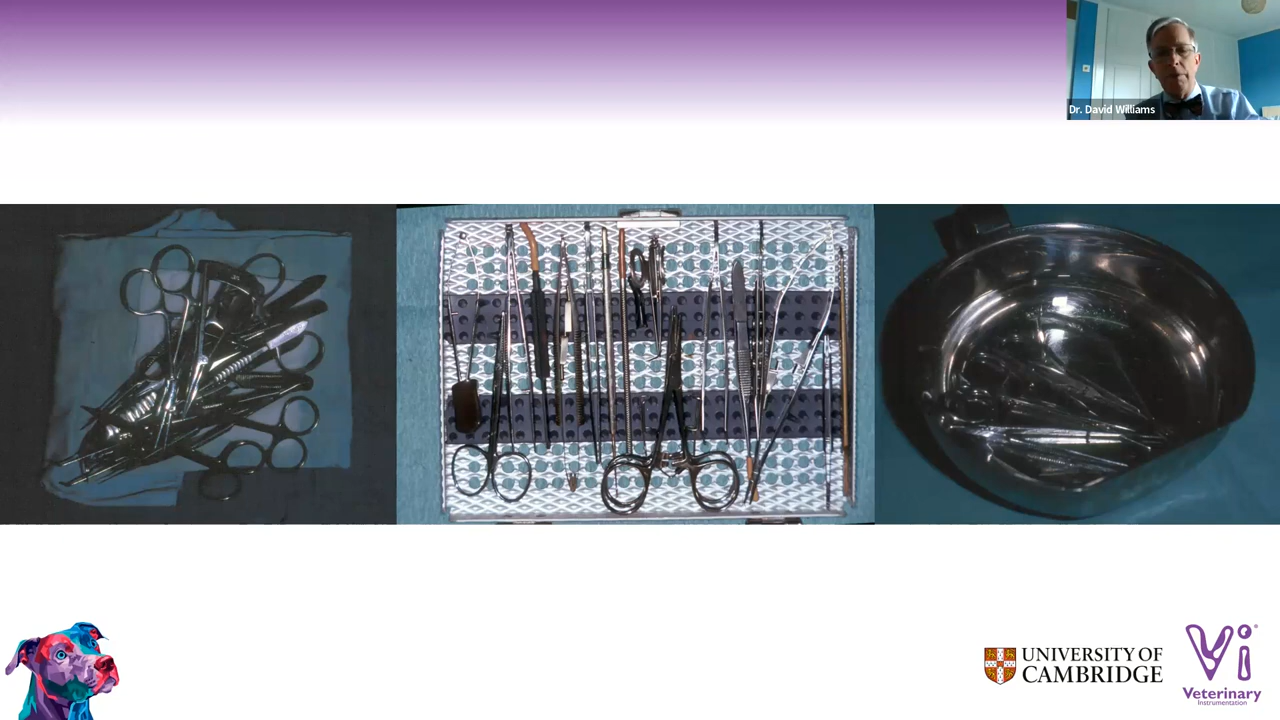 Dr. David Williams
UNIVERSITY OF
CAMBRIDGE
Vi
Veterinary
Instrumentation